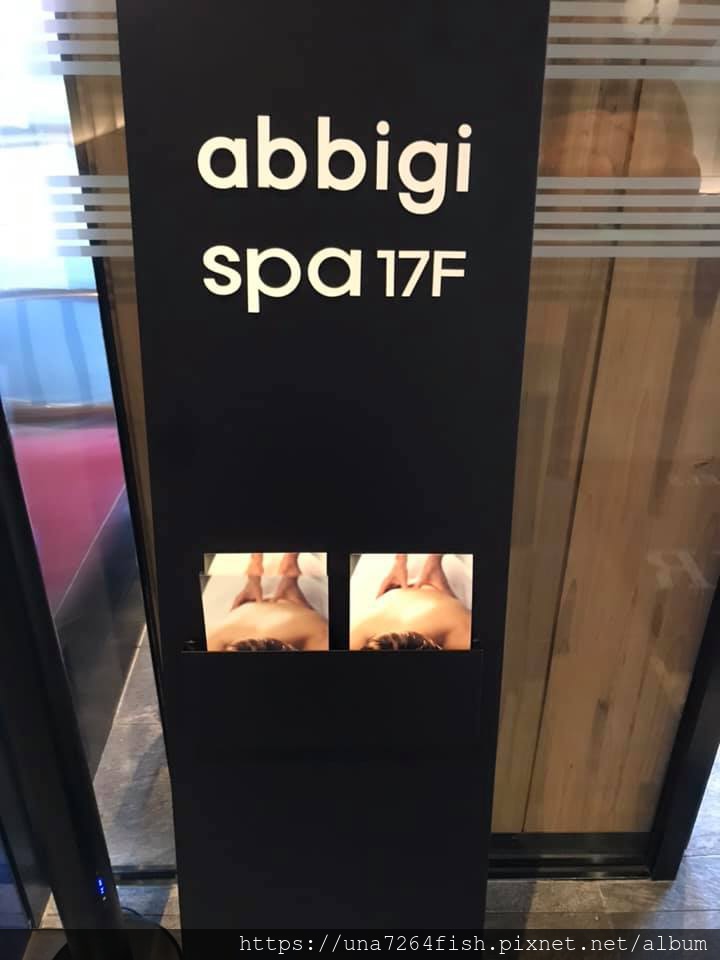 abbigi
spa 17F
https://una7264fish.pixnet.net/album